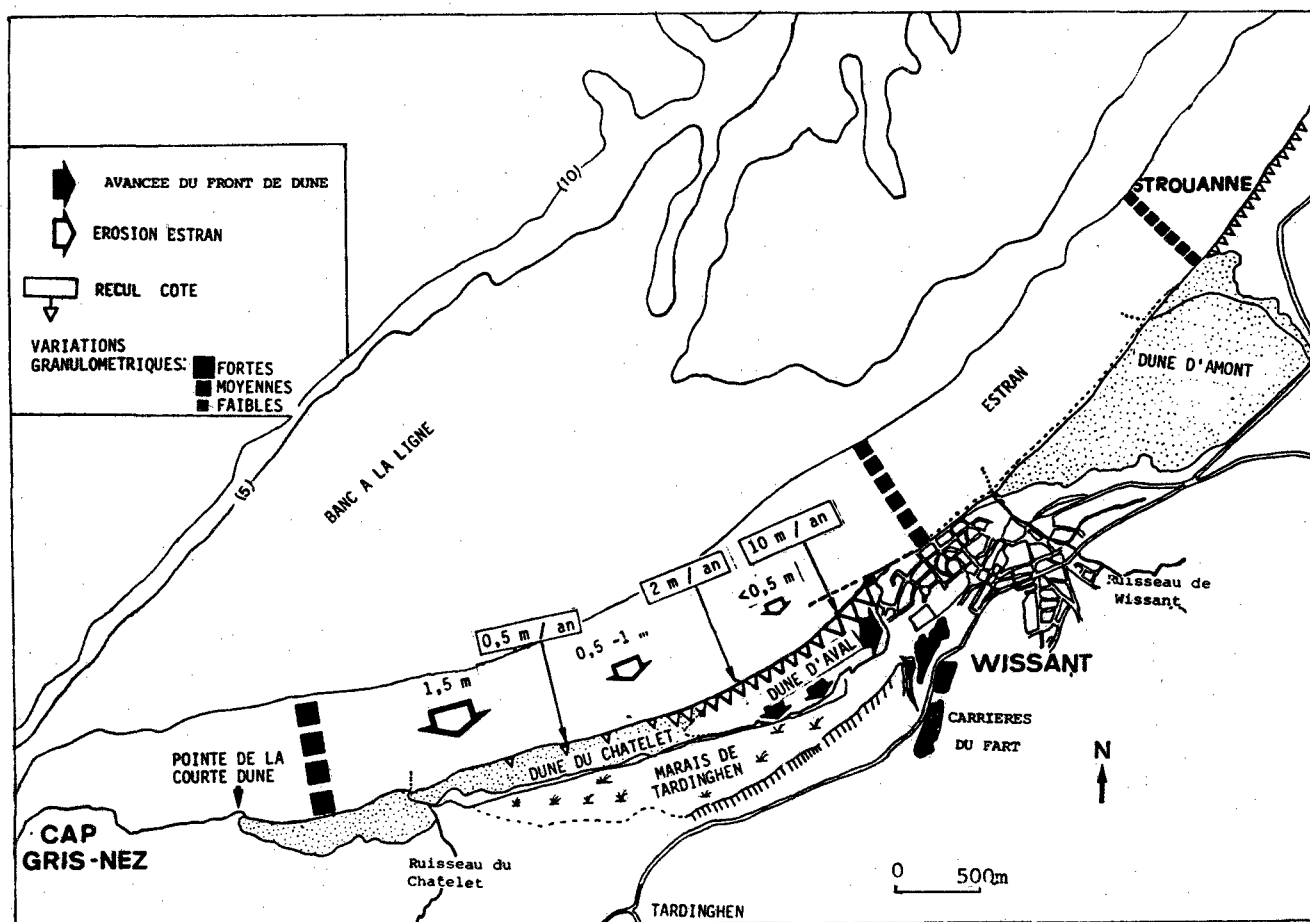 AVANCEE DU FRONT DE DUNE
EROSION ESTRAN
RECUL COTE
VARIATIONS
GRANULOMETRIQUES:
FORTES
MOYENNES
FAIBLES
(10)
(5)
STROUANNE
DUNE D'AMONT
ESTRAN
BANC A LA LIGNE
10 m / an
2 m / an
<0,5 m
0,5 m / an
0,5 -1 m
1,5 m
Ruisseau de
Wissant
WISSANT
DUNE D'AVAL
DUNE DU CHATELET
MARAIS DE
TARDINGHEN
CARRIERES
DU FART
N
POINTE DE LA
COURTE DUNE
CAP
GRIS-NEZ
Ruisseau du
Chatelet
0 500m
TARDINGHEN